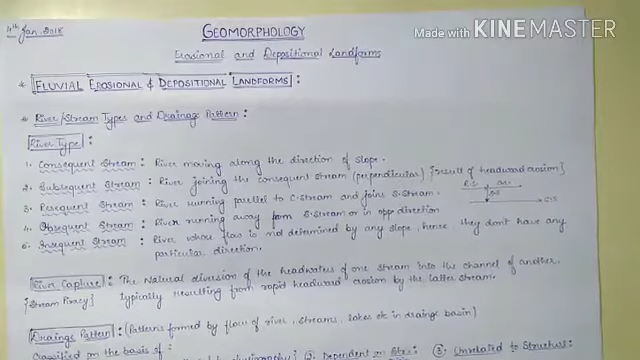 4th Jan. 2018
GEOMORPHOLOGY
Made with KINEMASTER
Erosional and Depositional Landforms
* FLUVIAL EROSIONAL & DEPOSITIONAL LANDFORMS :
* River/Stream Types and Drainage Pattern :
River Type :
1. Consequent Stream : River moving along the direction of slope.
2. Subsequent Stream : River joining the consequent stream (perpendicular) {result of headward erosion}
3. Resequent Stream : River running parallel to C.Stream and joins S.Stream.
4. Obsequent Stream : River running away from S.Stream or in opp direction
5. Insequent Stream : River whose flow is not determined by any slope, hence they don't have any
particular direction.
River Capture : The Natural diversion of the headwaters of one stream into the channel of another,
{Stream Piracy} typically resulting from rapid headward erosion by the latter stream.
Drainage Pattern : (Patterns formed by flow of river, streams, lakes etc in drainage basin)
Classified on the basis of :
② Dependent on
③ Unrelated to Structure :